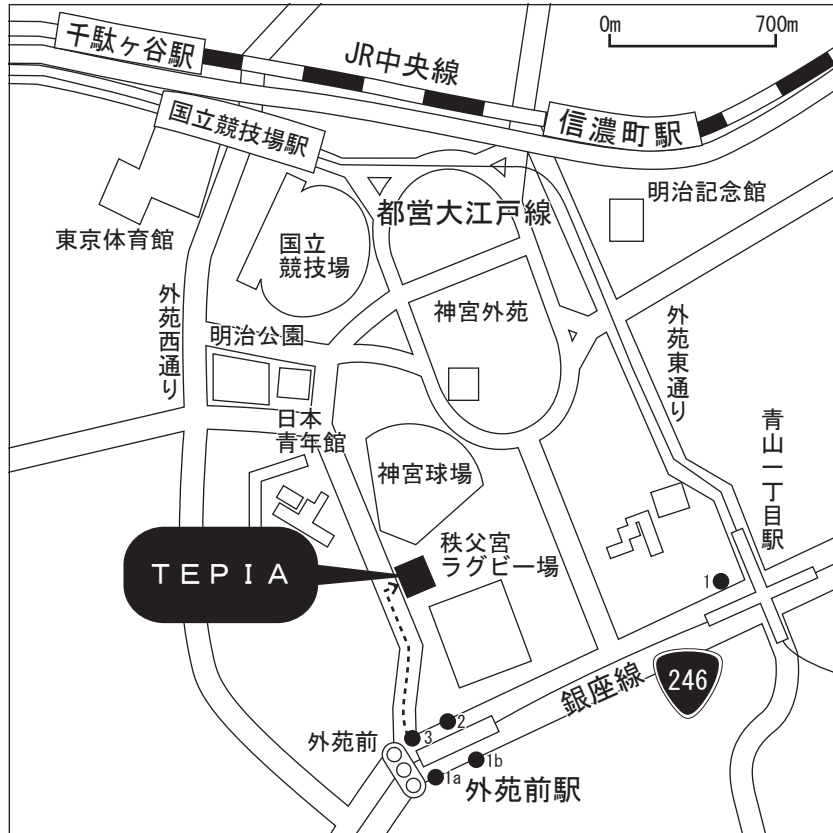 0m 700m
千駄ヶ谷駅
JR中央線
信濃町駅
国立競技場駅
明治記念館
都営大江戸線
東京体育館
国立
競技場
神宮外苑
外苑西通り
明治公園
外苑東通り
日本
青年館
青山一丁目駅
神宮球場
秩父宮
ラグビー場
TEPIA
1
246
銀座線
2
3
外苑前
1b
1a
外苑前駅